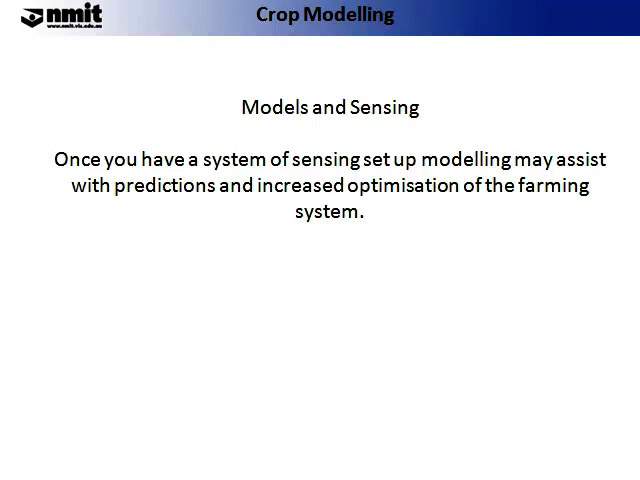 nmit
www.nmit.vic.edu.au
Crop Modelling
Models and Sensing
Once you have a system of sensing set up modelling may assist
with predictions and increased optimisation of the farming
system.